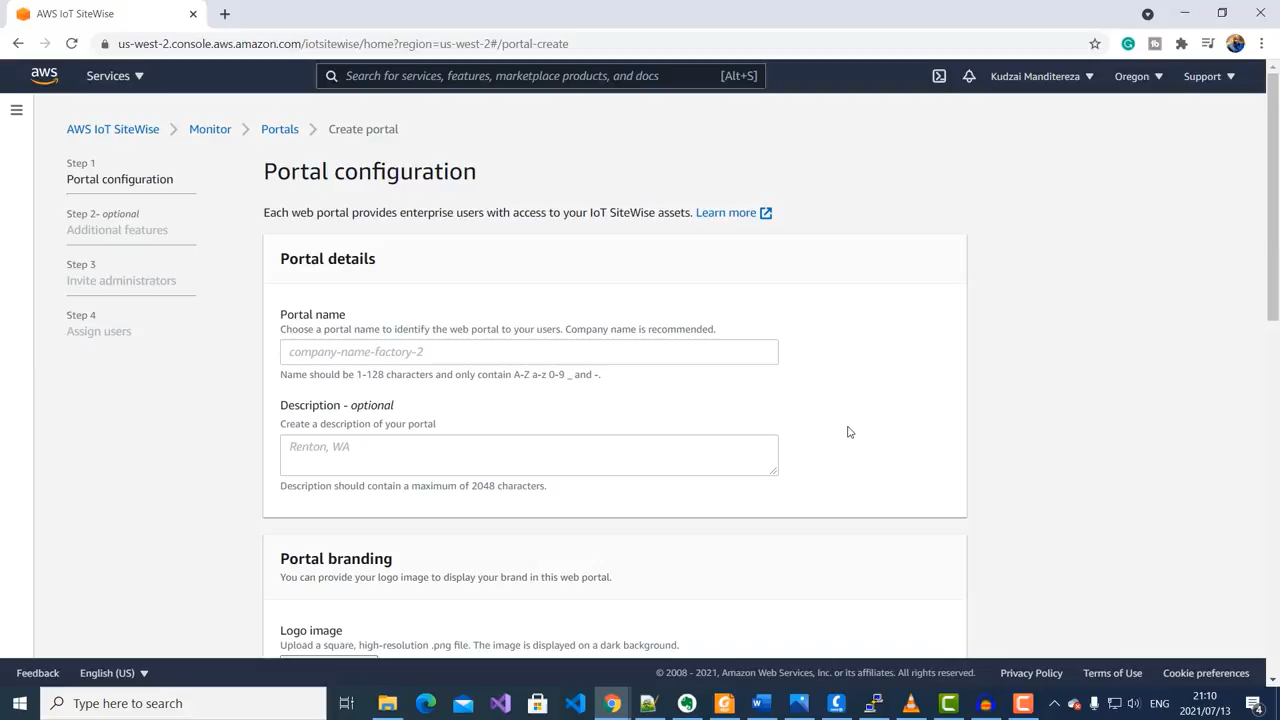 AWS IoT SiteWise
us-west-2.console.aws.amazon.com/iotsitewise/home?region=us-west-2#/portal-create
aws
Services
Search for services, features, marketplace products, and docs [Alt+S]
Kudzai Manditereza
Oregon
Support
AWS IoT SiteWise
Monitor
Portals
Create portal
Step 1
Portal configuration
Step 2- optional
Additional features
Step 3
Invite administrators
Step 4
Assign users
Portal configuration
Each web portal provides enterprise users with access to your IoT SiteWise assets. Learn more
Portal details
Portal name
Choose a portal name to identify the web portal to your users. Company name is recommended.
company-name-factory-2
Name should be 1-128 characters and only contain A-Z a-z 0-9 _ and -.
Description - optional
Create a description of your portal
Renton, WA
Description should contain a maximum of 2048 characters.
Portal branding
You can provide your logo image to display your brand in this web portal.
Logo image
Upload a square, high-resolution .png file. The image is displayed on a dark background.
Feedback
English (US)
© 2008 - 2021, Amazon Web Services, Inc. or its affiliates. All rights reserved.
Privacy Policy
Terms of Use
Cookie preferences
Type here to search
ENG
21:10
2021/07/13
4